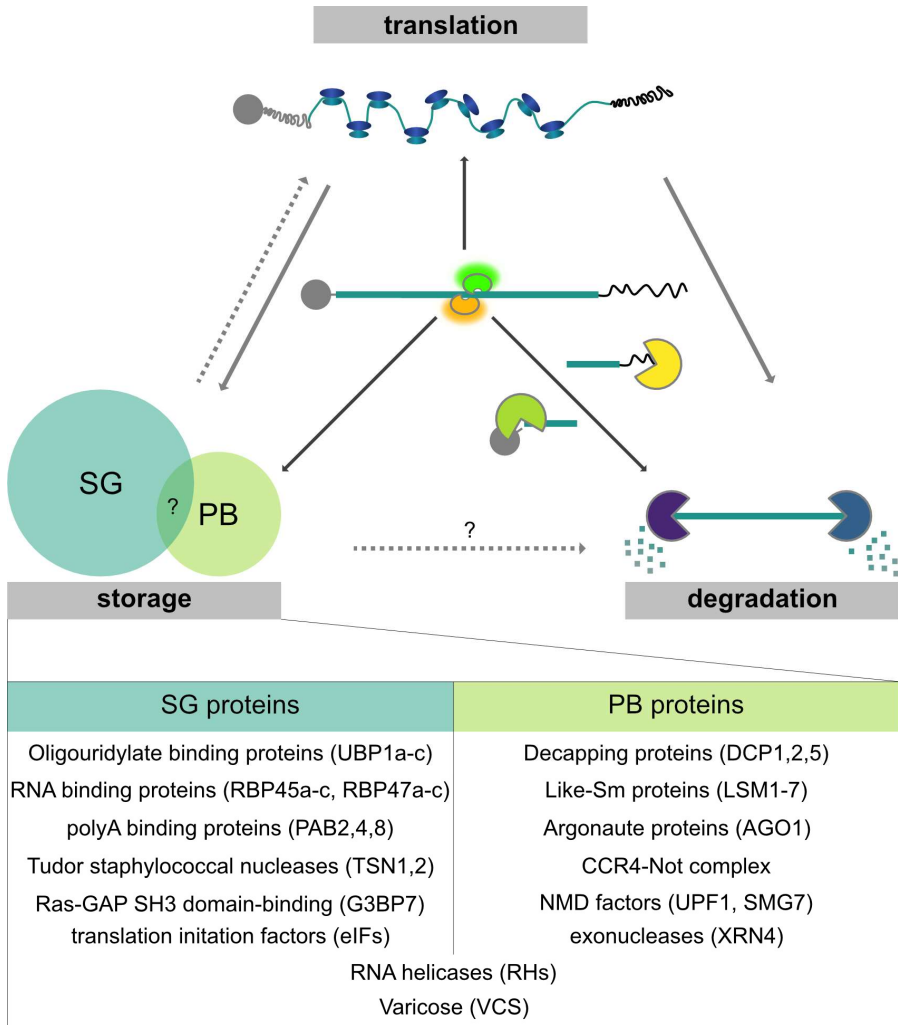 translation
SG
?
PB
?
storage
degradation
SG proteins
PB proteins
Oligouridylate binding proteins (UBP1a-c)
Decapping proteins (DCP1,2,5)
RNA binding proteins (RBP45a-c, RBP47a-c)
Like-Sm proteins (LSM1-7)
polyA binding proteins (PAB2,4,8)
Argonaute proteins (AGO1)
Tudor staphylococcal nucleases (TSN1,2)
CCR4-Not complex
Ras-GAP SH3 domain-binding (G3BP7)
NMD factors (UPF1, SMG7)
translation initation factors (eIFs)
exonucleases (XRN4)
RNA helicases (RHs)
Varicose (VCS)